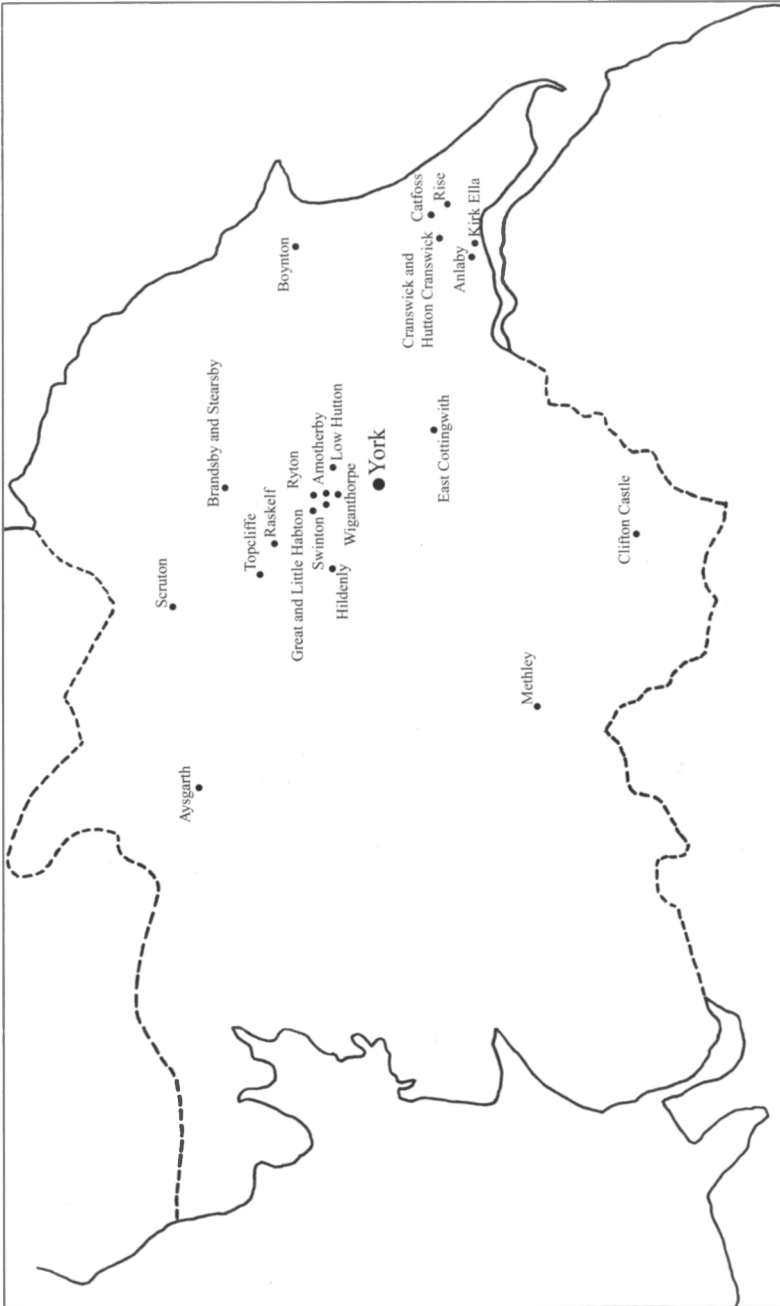 Scruton
Aysgarth
Brandsby and Stearsby
Topcliffe
Raskelf
Great and Little Habton
Ryton
Swinton
Amotherby
Hildenly
Low Hutton
Wiganthorpe
York
Boynton
Cranswick and
Hutton Cranswick
Catfoss
Rise
Anlaby
Kirk Ella
East Cottingwith
Methley
Clifton Castle